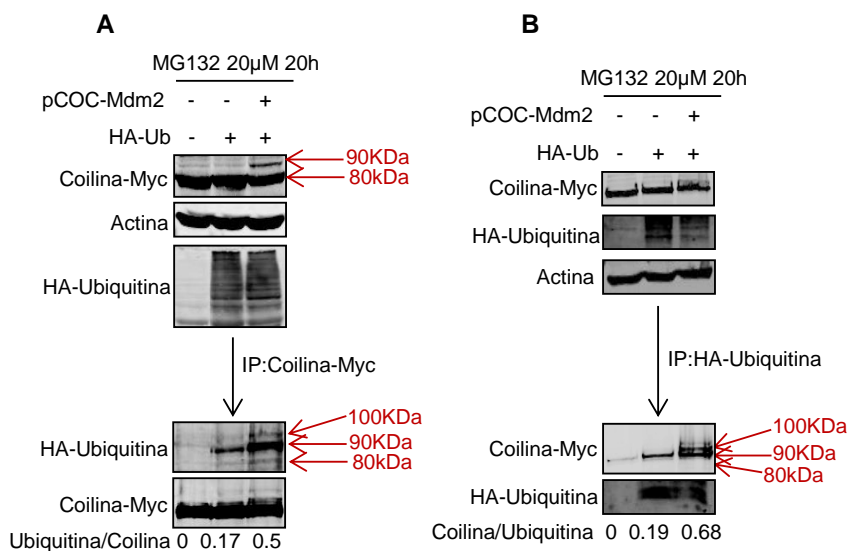 A
MG132 20µM 20h
pCOC-Mdm2 - - +
HA-Ub - + +
90KDa
Coilina-Myc
80kDa
Actina
HA-Ubiquitina
IP:Coilina-Myc
100KDa
HA-Ubiquitina
90KDa
80kDa
Coilina-Myc
Ubiquitina/Coilina 0 0.17 0.5
B
MG132 20µM 20h
pCOC-Mdm2 - - +
HA-Ub - + +
Coilina-Myc
HA-Ubiquitina
Actina
IP:HA-Ubiquitina
100KDa
Coilina-Myc
90KDa
80kDa
HA-Ubiquitina
Coilina/Ubiquitina 0 0.19 0.68